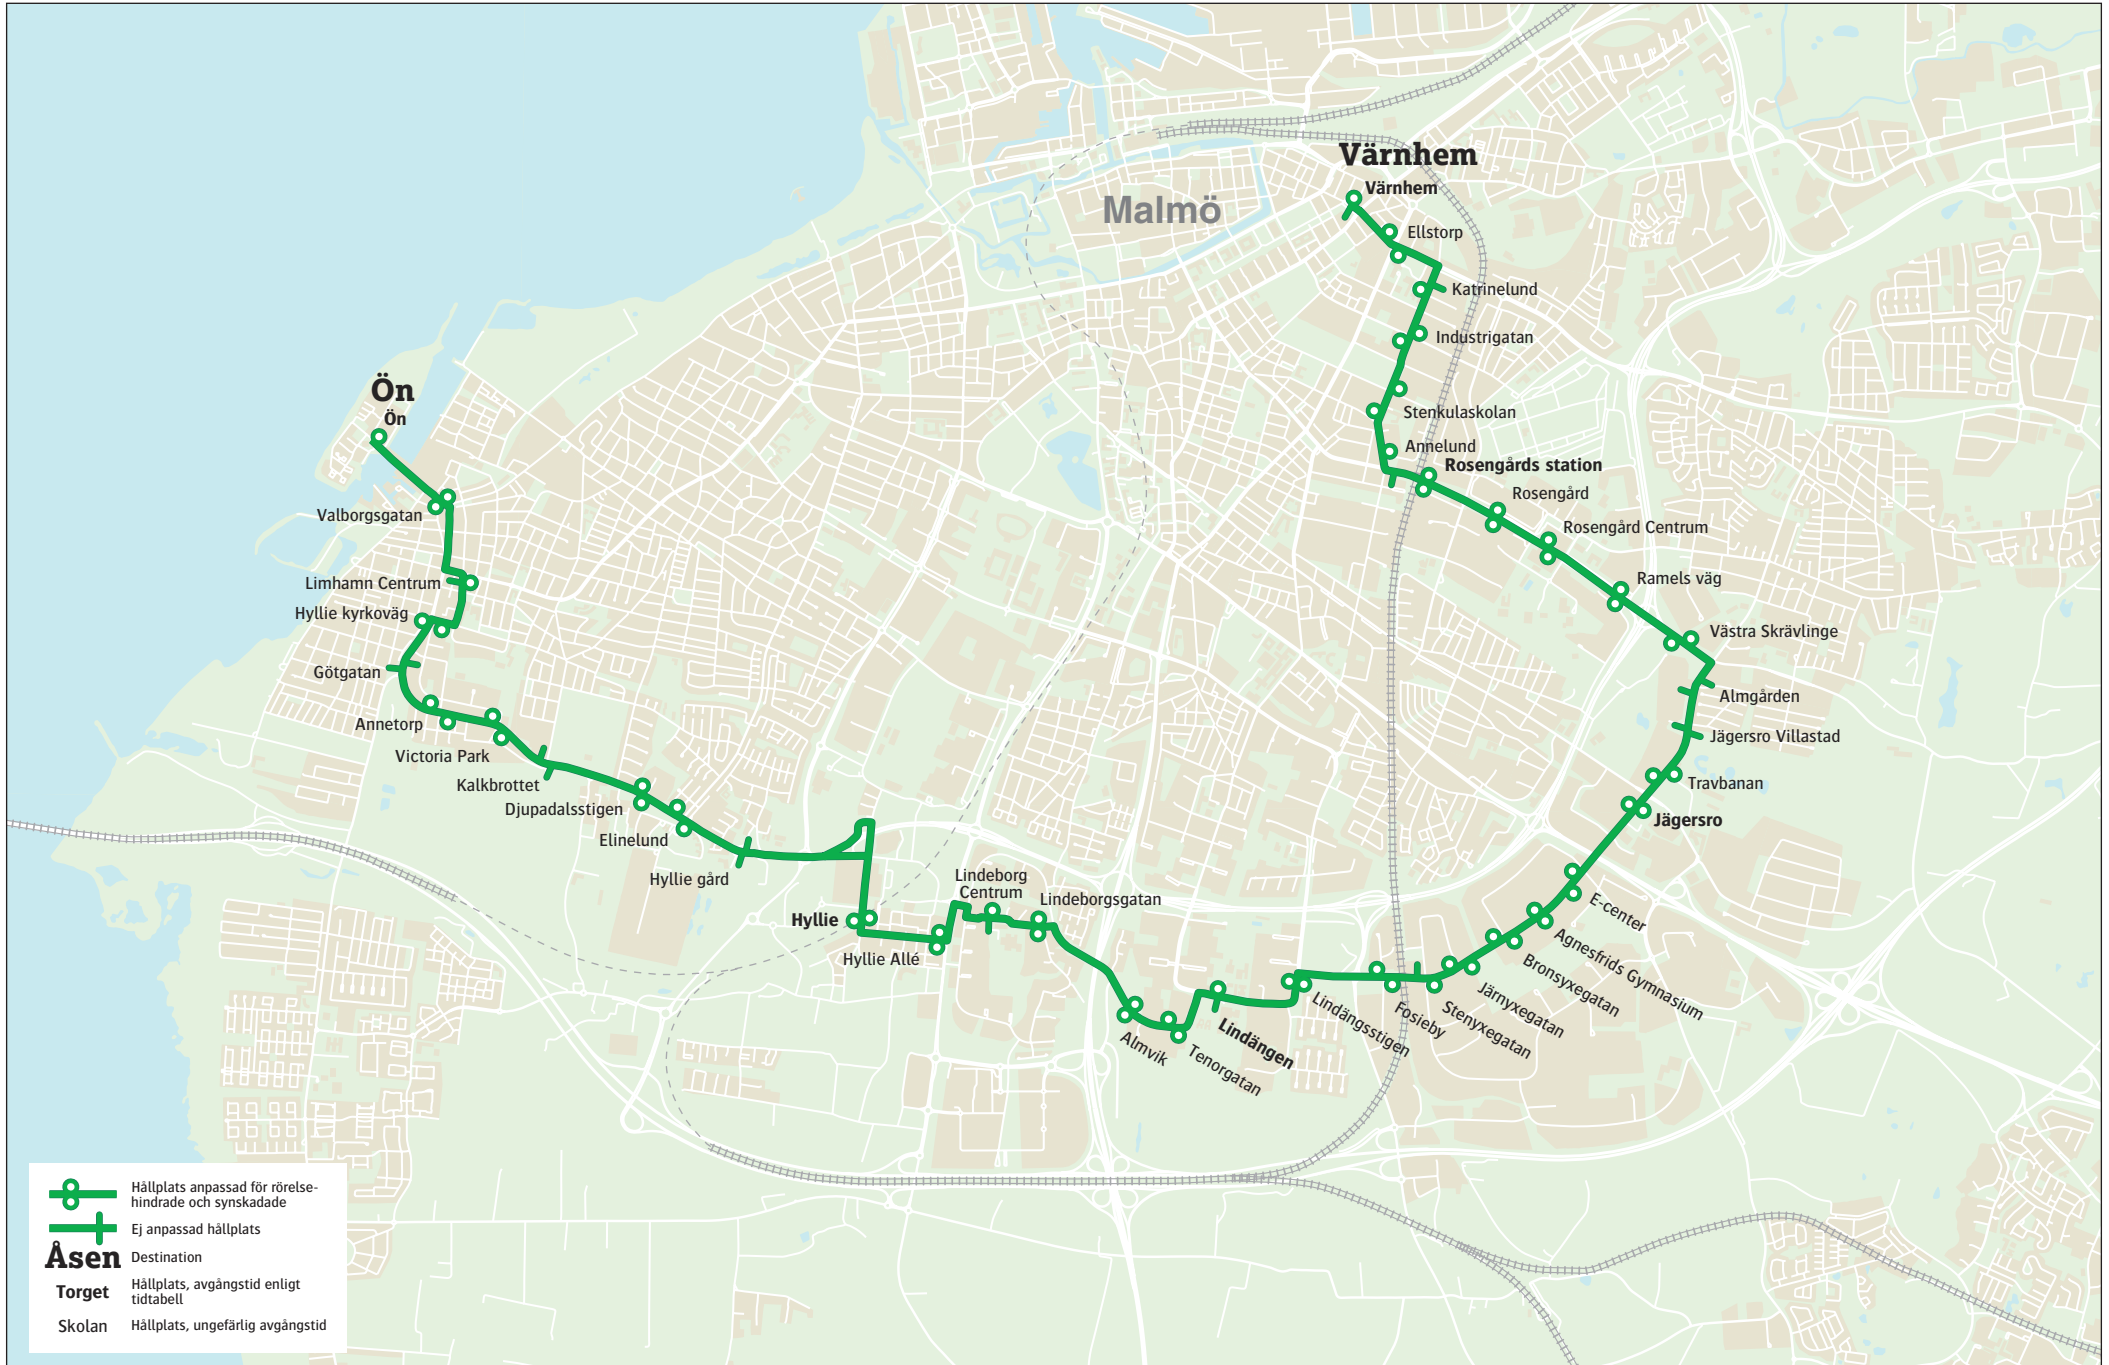 Värnhem
Värnhem
Malmö
Ellstorp
Katrinelund
Industrigatan
Stenkulaskolan
Annelund
Rosengårds station
Rosengård
Rosengård Centrum
Ramels väg
Västra Skrävlinge
Almgården
Jägersro Villastad
Travbanan
Jägersro
E-center
Agnesfrids Gymnasium
Bronsyxegatan
Järnyxegatan
Stenyxegatan
Fosieby
Lindängsstigen
Lindängen
Tenorgatan
Almvik
Lindeborgsgatan
Lindeborg
Centrum
Hyllie Allé
Hyllie
Hyllie gård
Elinelund
Djupadalsstigen
Kalkbrottet
Victoria Park
Annetorp
Götgatan
Hyllie kyrkoväg
Limhamn Centrum
Valborgsgatan
Ön
Ön
Hållplats anpassad för rörelse-
hindrade och synskadade
Ej anpassad hållplats
Åsen Destination
Torget Hållplats, avgångstid enligt
tidtabell
Skolan Hållplats, ungefärlig avgångstid